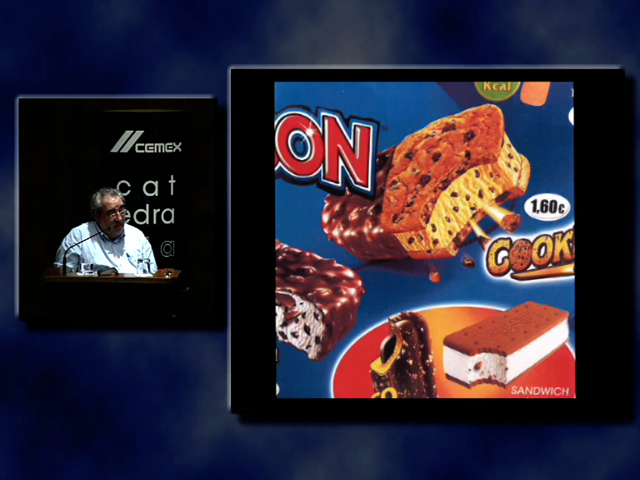 CEMEX
cat
edra
@
Kcal
ON
1,60€
COOK
SANDWICH